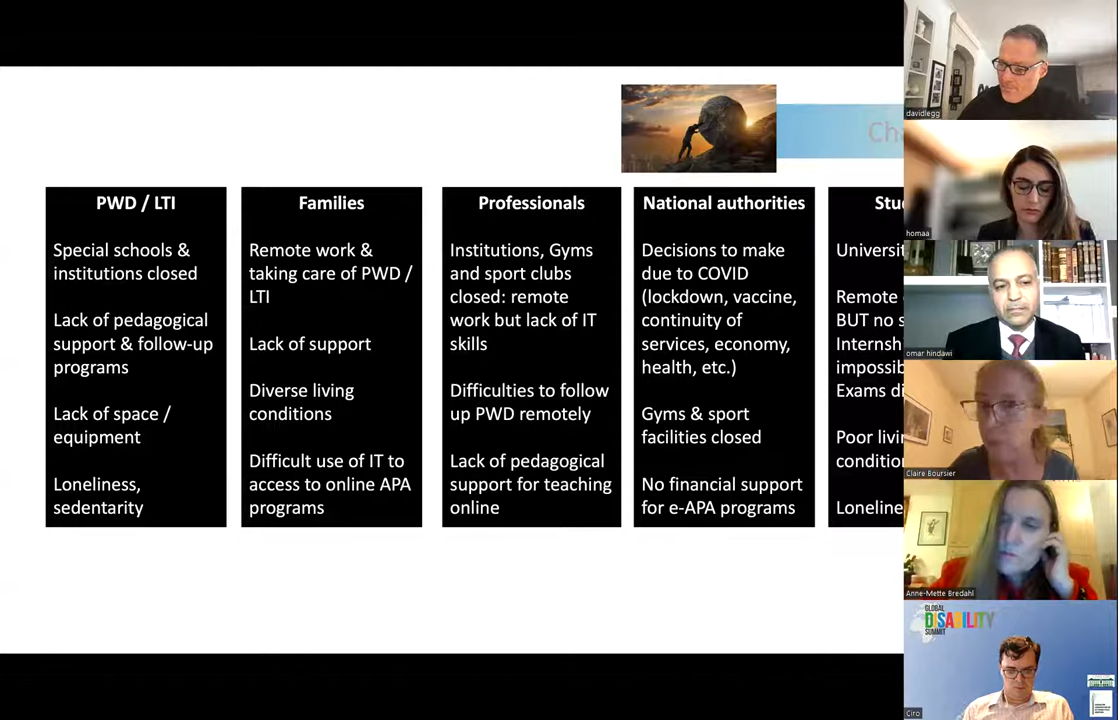 PWD / LTI
Special schools &
institutions closed
Lack of pedagogical
support & follow-up
programs
Lack of space /
equipment
Loneliness,
sedentarity
Families
Remote work &
taking care of PWD /
LTI
Lack of support
Diverse living
conditions
Difficult use of IT to
access to online APA
programs
Professionals
Institutions, Gyms
and sport clubs
closed: remote
work but lack of IT
skills
Difficulties to follow
up PWD remotely
Lack of pedagogical
support for teaching
online
National authorities
Decisions to make
due to COVID
(lockdown, vaccine,
continuity of
services, economy,
health, etc.)
Gyms & sport
facilities closed
No financial support
for e-APA programs
Remote
BUT no
Poor
davidlegg
homaa
omar hindawi
Claire Boursier
Anne-Mette Bredahl
GLOBAL
DISABILITY
SUMMIT
Ciro